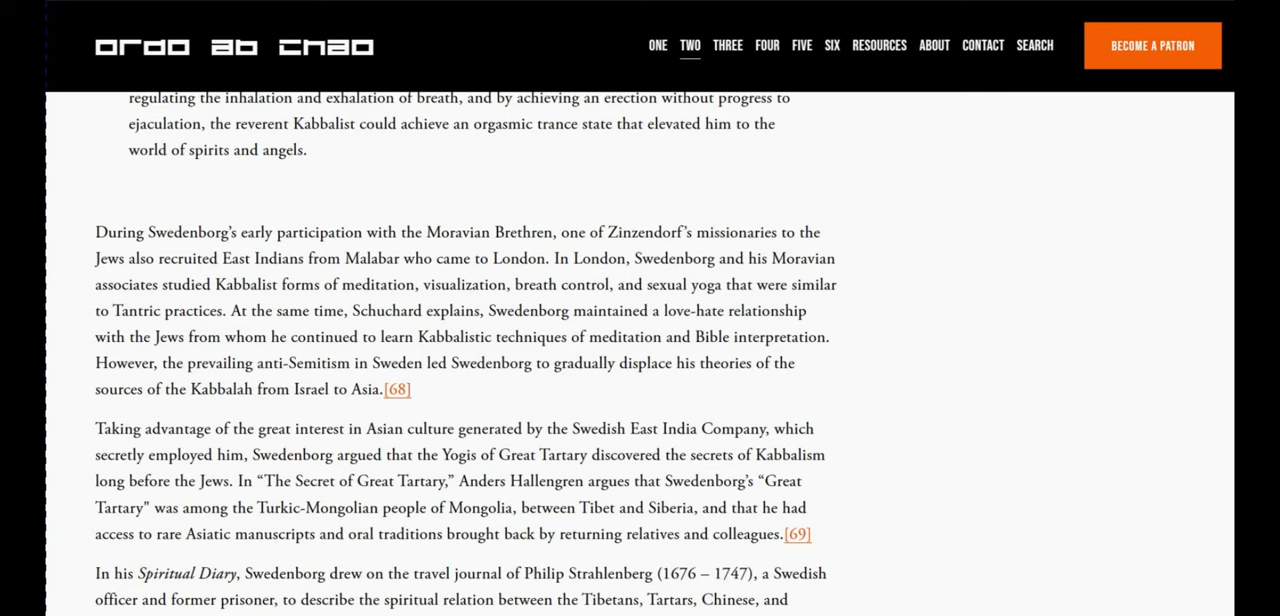 ordo ab chao
ONE TWO THREE FOUR FIVE SIX RESOURCES ABOUT CONTACT SEARCH BECOME A PATRON
regulating the inhalation and exhalation of breath, and by achieving an erection without progress to
ejaculation, the reverent Kabbalist could achieve an orgasmic trance state that elevated him to the
world of spirits and angels.
During Swedenborg’s early participation with the Moravian Brethren, one of Zinzendorf’s missionaries to the
Jews also recruited East Indians from Malabar who came to London. In London, Swedenborg and his Moravian
associates studied Kabbalist forms of meditation, visualization, breath control, and sexual yoga that were similar
to Tantric practices. At the same time, Schuchard explains, Swedenborg maintained a love-hate relationship
with the Jews from whom he continued to learn Kabbalistic techniques of meditation and Bible interpretation.
However, the prevailing anti-Semitism in Sweden led Swedenborg to gradually displace his theories of the
sources of the Kabbalah from Israel to Asia.[68]
Taking advantage of the great interest in Asian culture generated by the Swedish East India Company, which
secretly employed him, Swedenborg argued that the Yogis of Great Tartary discovered the secrets of Kabbalism
long before the Jews. In “The Secret of Great Tartary,” Anders Hallengren argues that Swedenborg’s “Great
Tartary" was among the Turkic-Mongolian people of Mongolia, between Tibet and Siberia, and that he had
access to rare Asiatic manuscripts and oral traditions brought back by returning relatives and colleagues.[69]
In his Spiritual Diary, Swedenborg drew on the travel journal of Philip Strahlenberg (1676 – 1747), a Swedish
officer and former prisoner, to describe the spiritual relation between the Tibetans, Tartars, Chinese, and